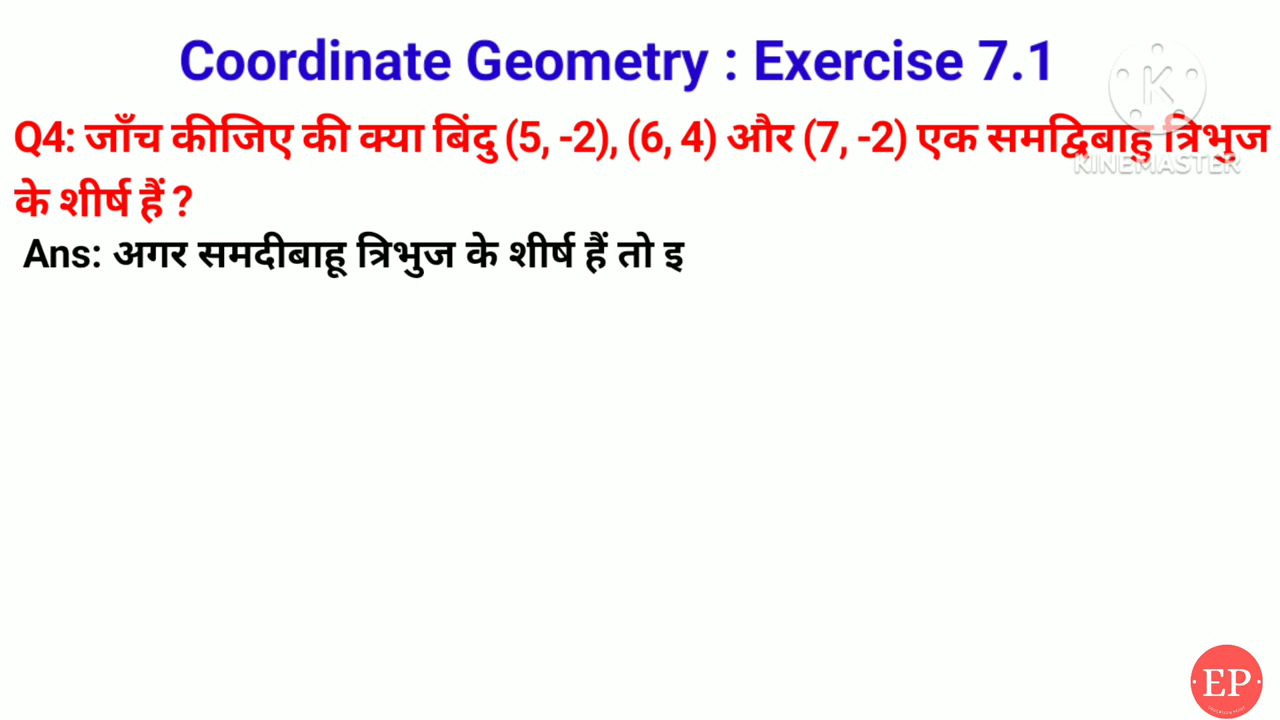 Coordinate Geometry : Exercise 7.1
K
KINEMASTER
Q4: जाँच कीजिए की क्या बिंदु (5, -2), (6, 4) और (7, -2) एक समद्विबाहु त्रिभुज
के शीर्ष हैं ?
Ans: अगर समदीबाहू त्रिभुज के शीर्ष हैं तो इ
EP